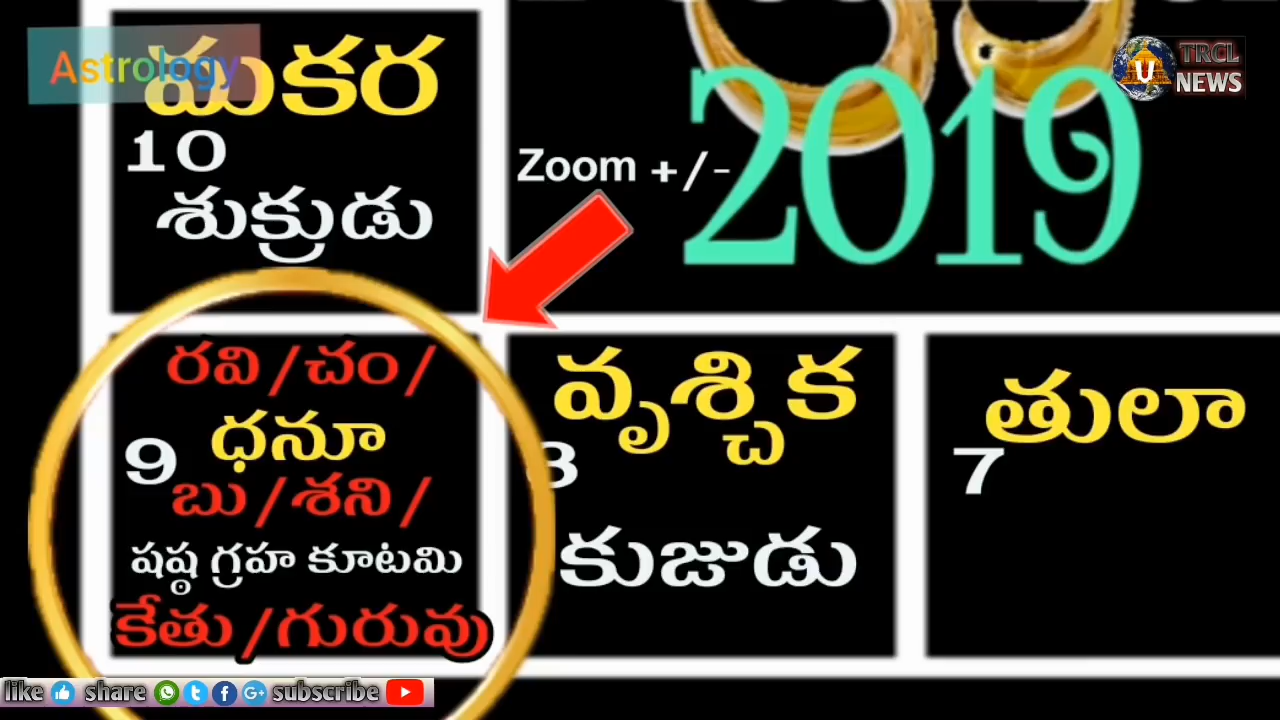 Astrology
మకర
10
శుక్రుడు
Zoom +/-
2019
TRCL
U NEWS
రవి/చం/
ధనూ
9
బు/శని/
షష్ఠ గ్రహ కూటమి
కేతు/గురువు
వృశ్చిక
8
కుజుడు
తులా
7
like share subscribe